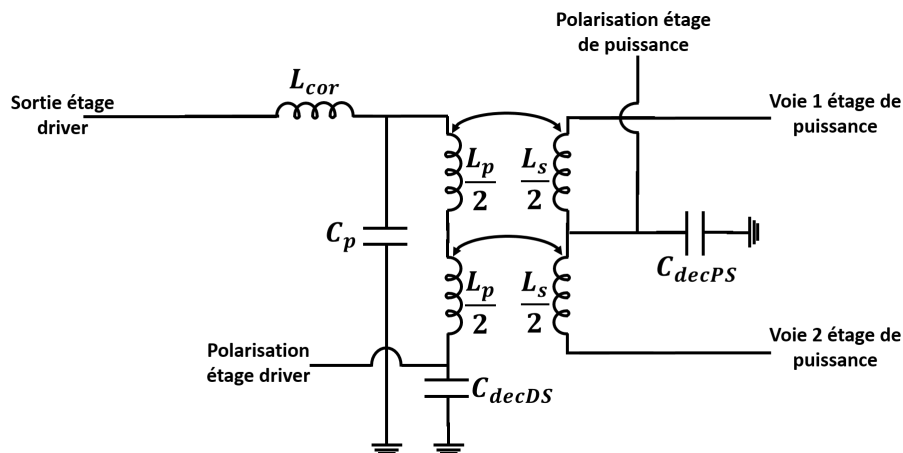 Polarisation étage
de puissance
L_cor
Sortie étage
driver
Voie 1 étage de
puissance
L_p/2
L_s/2
C_p
C_decPS
L_p/2
L_s/2
Voie 2 étage de
puissance
Polarisation
étage driver
C_decDS